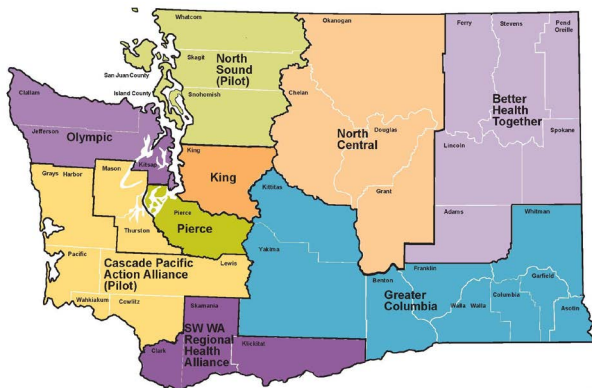 Whatcom
Okanogan
Ferry
Stevens
Pend
Oreille
Skagit
North
Sound
(Pilot)
San Juan County
Island County
Snohomish
Clallam
Chelan
Better
Health
Together
Jefferson
Olympic
Douglas
North
Central
Spokane
King
King
Lincoln
Mason
Kitsap
Grays Harbor
Kittitas
Grant
Pierce
Pierce
Thurston
Adams
Whitman
Pacific
Cascade Pacific
Action Alliance
(Pilot)
Lewis
Yakima
Benton
Franklin
Greater
Columbia
Walla Walla
Columbia
Garfield
Asotin
Wahkiakum
Cowlitz
Skamania
SW WA
Regional
Health
Alliance
Clark
Klickitat